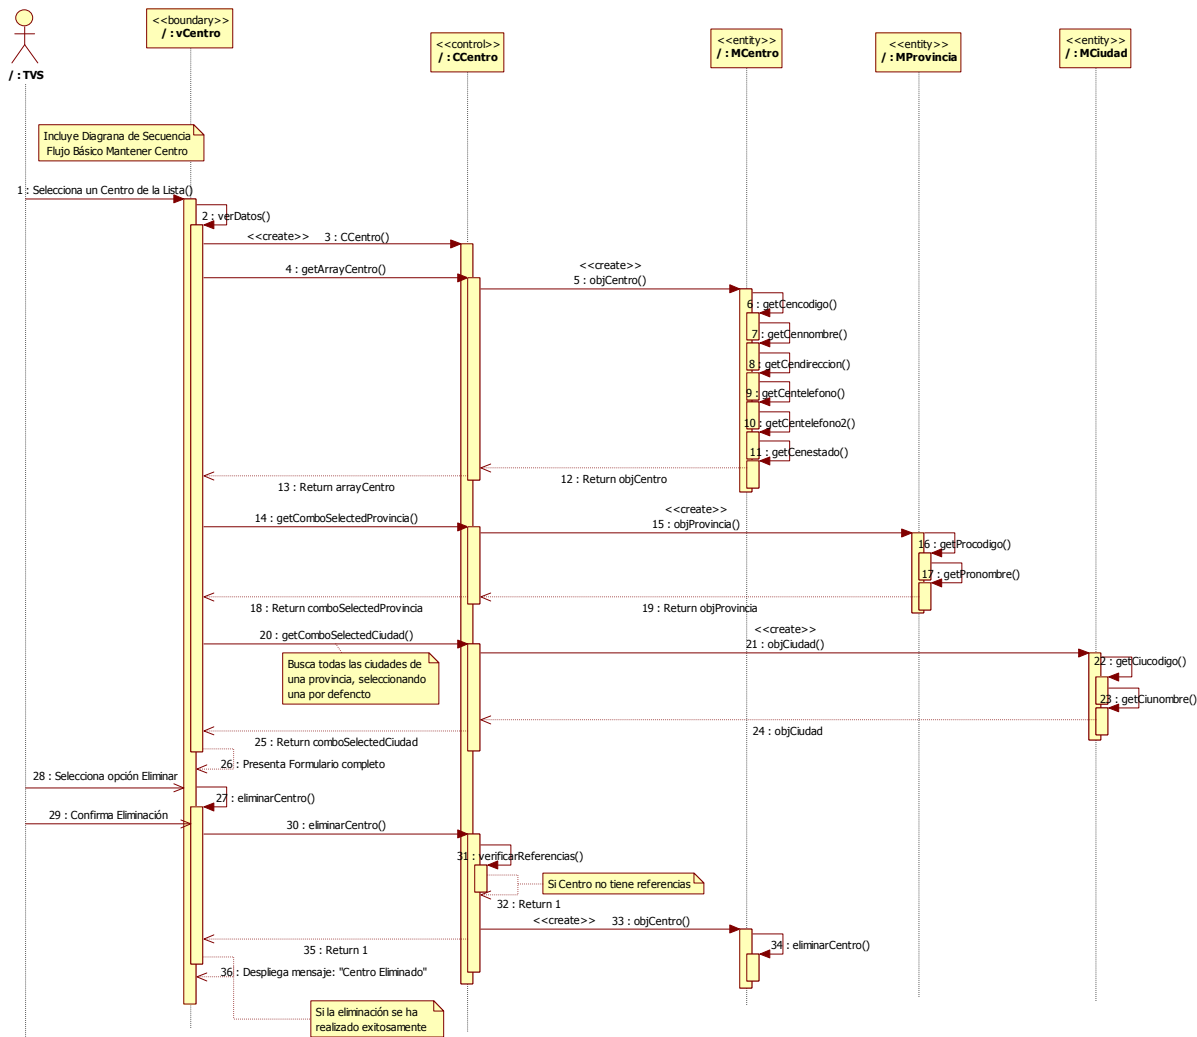 <<boundary>>
/ : vCentro
<<control>>
/ : CCentro
<<entity>>
/ : MCentro
<<entity>>
/ : MProvincia
<<entity>>
/ : MCiudad
/ : TVS
Incluye Diagrana de Secuencia
Flujo Básico Mantener Centro
1 : Selecciona un Centro de la Lista()
2 : verDatos()
<<create>> 3 : CCentro()
4 : getArrayCentro()
<<create>>
5 : objCentro()
6 : getCencodigo()
7 : getCennombre()
8 : getCendireccion()
9 : getCentelefono()
10 : getCentelefono2()
11 : getCenestado()
12 : Return objCentro
13 : Return arrayCentro
14 : getComboSelectedProvincia()
<<create>>
15 : objProvincia()
16 : getProcodigo()
17 : getPronombre()
18 : Return comboSelectedProvincia
19 : Return objProvincia
20 : getComboSelectedCiudad()
<<create>>
21 : objCiudad()
Busca todas las ciudades de
una provincia, seleccionando
una por defencto
22 : getCiucodigo()
23 : getCiunombre()
24 : objCiudad
25 : Return comboSelectedCiudad
26 : Presenta Formulario completo
28 : Selecciona opción Eliminar
27 : eliminarCentro()
29 : Confirma Eliminación
30 : eliminarCentro()
31 : verificarReferencias()
Si Centro no tiene referencias
32 : Return 1
<<create>> 33 : objCentro()
34 : eliminarCentro()
35 : Return 1
36 : Despliega mensaje: "Centro Eliminado"
Si la eliminación se ha
realizado exitosamente